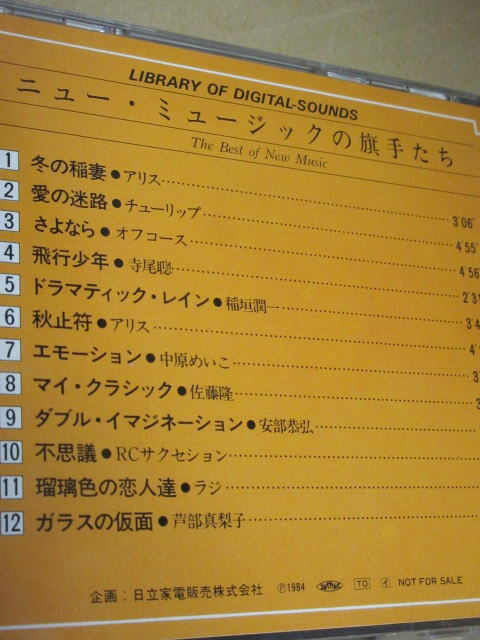 LIBRARY OF DIGITAL-SOUNDS
ニュー・ミュージックの旗手たち
The Best of New Music
1 冬の稲妻●アリス 3'06"
2 愛の迷路●チューリップ 4'55"
3 さよなら●オフコース 4'56
4 飛行少年●寺尾聰 2'31
5 ドラマティック・レイン●稲垣潤一 3'4
6 秋止符●アリス 4'
7 エモーション●中原めいこ 3
8 マイ・クラシック●佐藤隆 3
9 ダブル・イマジネーション●安部恭弘
10 不思議●RCサクセション
11 瑠璃色の恋人達●ラジ
12 ガラスの仮面●芦部真梨子
企画：日立家電販売株式会社 ℗1984 TO イ NOT FOR SALE